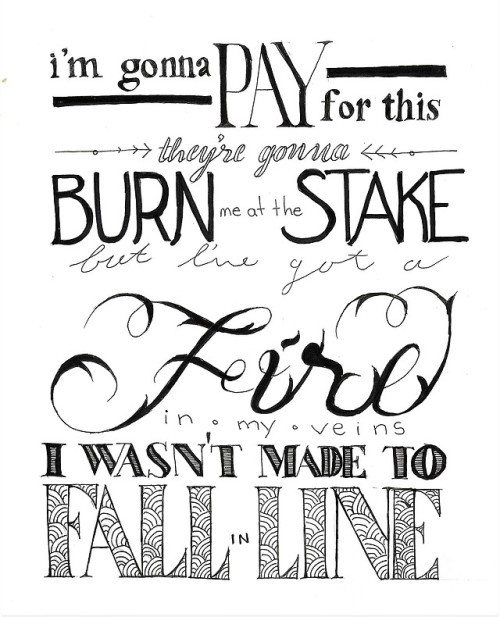 i'm gonna PAY for this
they're gonna
BURN me at the STAKE
but I've got a
Fire
in my veins
I WASN'T MADE TO
FALL IN LINE